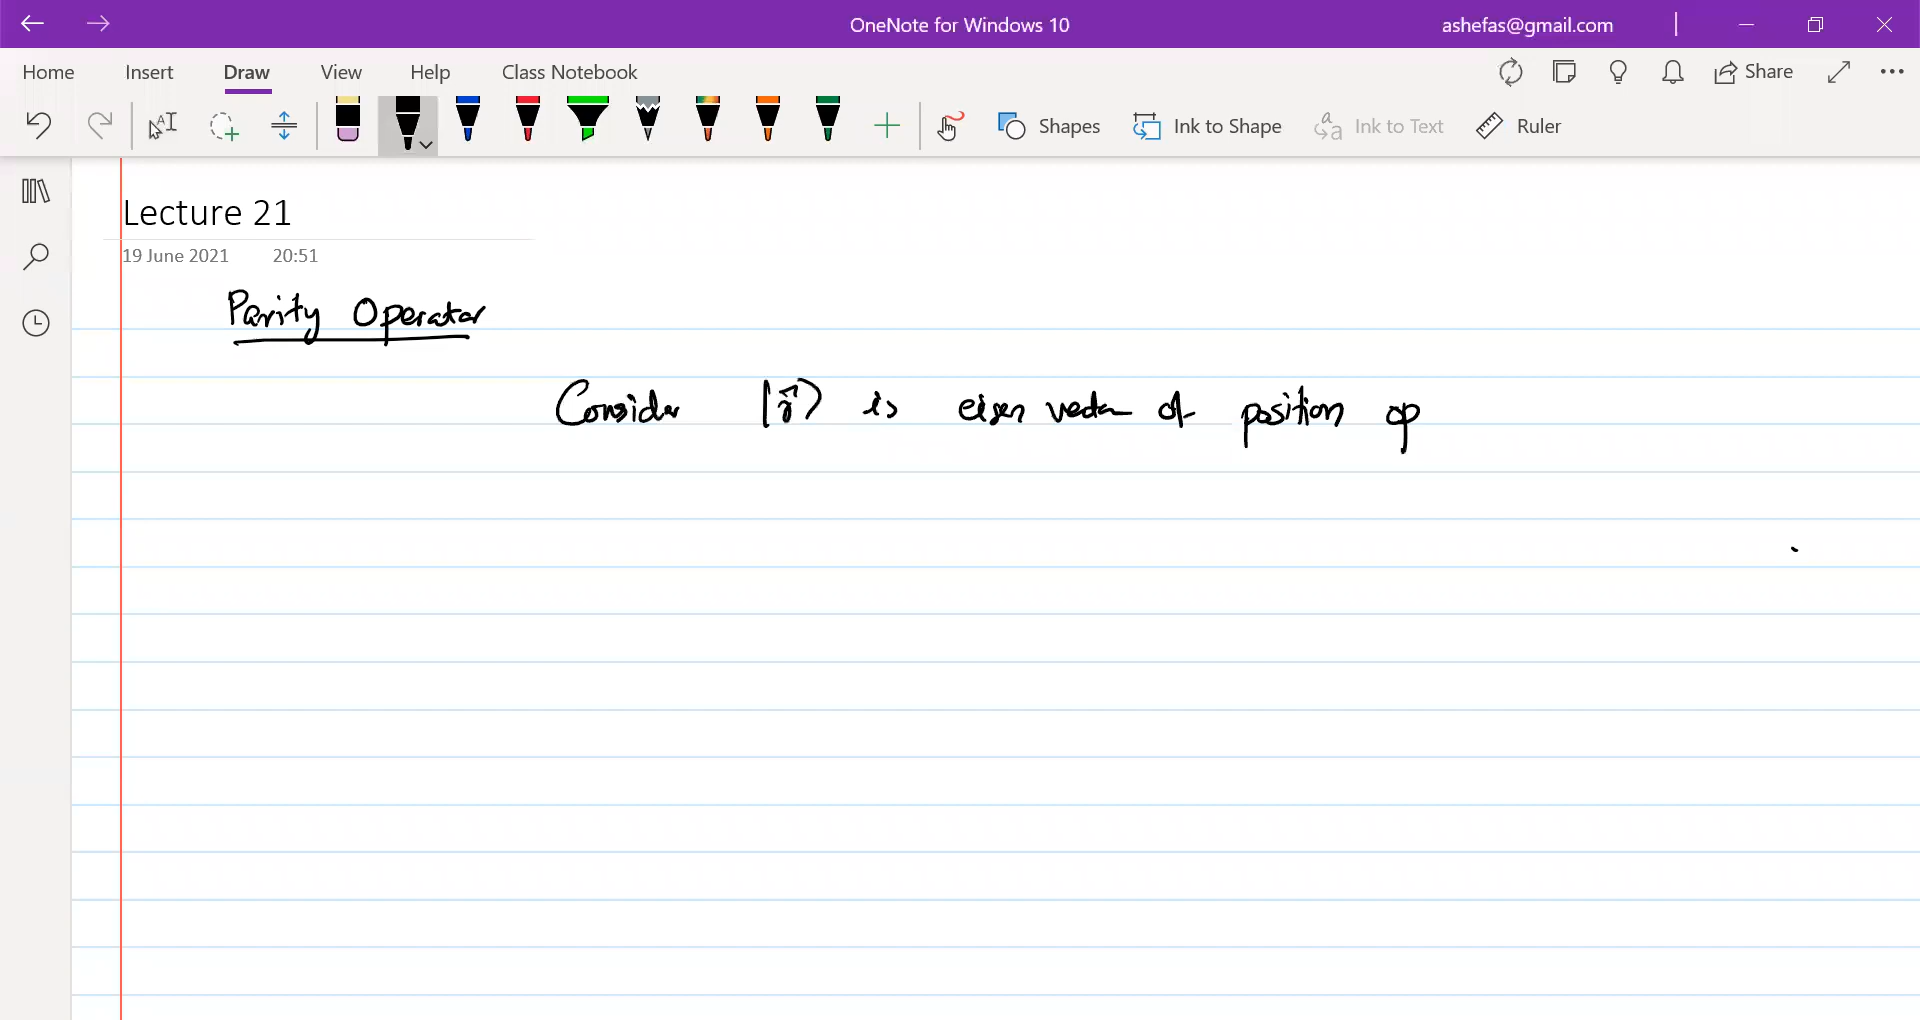 OneNote for Windows 10
ashefas@gmail.com
Home Insert Draw View Help Class Notebook Share
Shapes Ink to Shape Ink to Text Ruler
Lecture 21
19 June 2021 20:51
Parity Operator
Consider |r⃗⟩ is eigen vector of position op